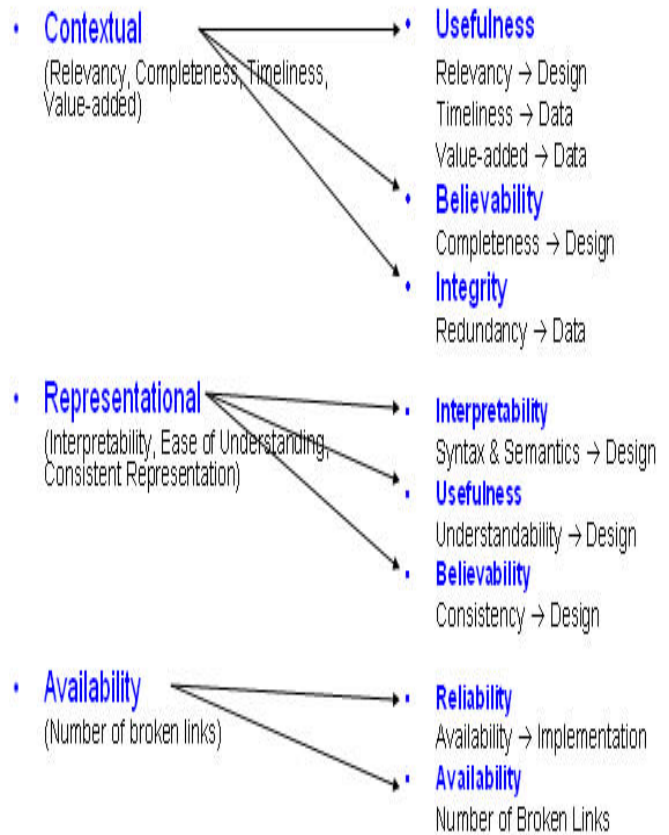 • Contextual
(Relevancy, Completeness, Timeliness,
Value-added)
• Usefulness
Relevancy → Design
Timeliness → Data
Value-added → Data
• Believability
Completeness → Design
• Integrity
Redundancy → Data
• Representational
(Interpretability, Ease of Understanding,
Consistent Representation)
• Interpretability
Syntax & Semantics → Design
• Usefulness
Understandability → Design
• Believability
Consistency → Design
• Availability
(Number of broken links)
• Reliability
Availability → Implementation
• Availability
Number of Broken Links